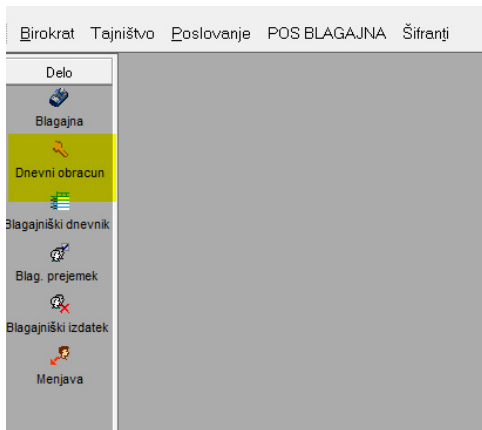 Birokrat Tajništvo Poslovanje POS BLAGAJNA Šifranti
Delo
Blagajna
Dnevni obracun
Blagajniški dnevnik
Blag. prejemek
Blagajniški izdatek
Menjava